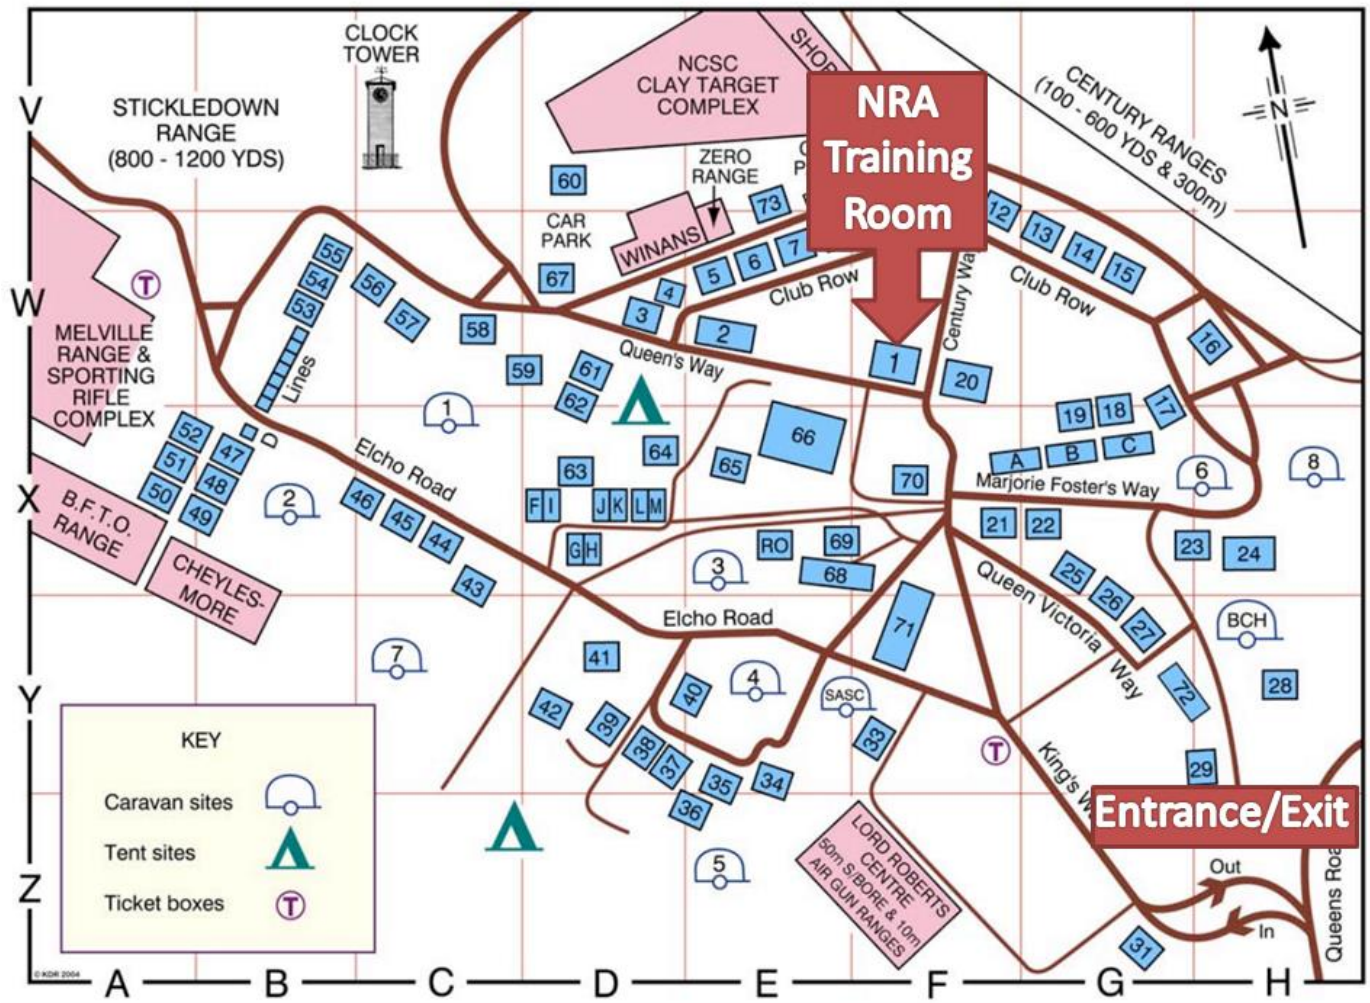 CLOCK
TOWER
STICKLEDOWN
RANGE
(800 - 1200 YDS)
NCSC
CLAY TARGET
COMPLEX
NRA
Training
Room
CENTURY RANGES
(100 - 600 YDS & 300m)
N
V
ZERO
RANGE
60
CAR
PARK
WINANS
73
12
13
14
15
67
5
6
7
4
3
2
Club Row
Club Row
Century Wa
Queen's Way
1
20
16
T
W
MELVILLE
RANGE &
SPORTING
RIFLE
COMPLEX
55
54
53
56
57
58
59
61
62
Lines
1
D
52
51
50
47
48
49
Elcho Road
46
45
44
43
2
X
B.F.T.O.
RANGE
CHEYLES-
MORE
63
64
65
66
F I
J K
L M
G H
RO
69
68
70
3
19
18
17
A
B
C
Marjorie Foster's Way
6
8
21
22
23
24
25
26
27
Queen Victoria
Way
BCH
28
72
29
71
Elcho Road
7
41
42
40
4
SASC
39
38
37
36
35
34
33
T
King's W
Entrance/Exit
Y
KEY
Caravan sites
Tent sites
Ticket boxes
T
5
LORD ROBERTS
CENTRE
50m S/BORE & 10m
AIR GUN RANGES
Out
In
31
Queens Roa
Z
© KDR 2004
A
B
C
D
E
F
G
H